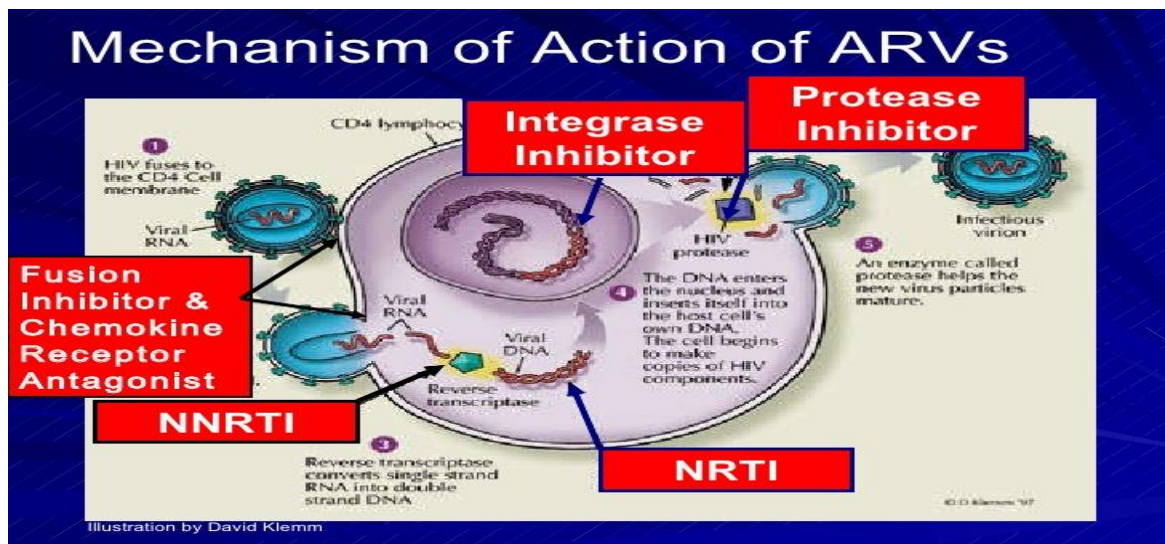 Mechanism of Action of ARVs
CD4
Integrase
Inhibitor
Protease
Inhibitor
1
HIV fuses to
the CD4 Cell
membrane
Viral
RNA
Fusion
Inhibitor &
Chemokine
Receptor
Antagonist
Viral
RNA
Viral
DNA
Reverse
transcriptase
NNRTI
3
Reverse transcriptase
converts single strand
RNA into double
strand DNA
NRTI
HIV
protease
4
The DNA enters
the nucleus and
inserts itself into
the host cell's
own DNA.
The cell begins
to make
copies of HIV
components.
Infectious
virion
5
An enzyme called
protease helps the
new virus particles
mature.
Illustration by David Klemm